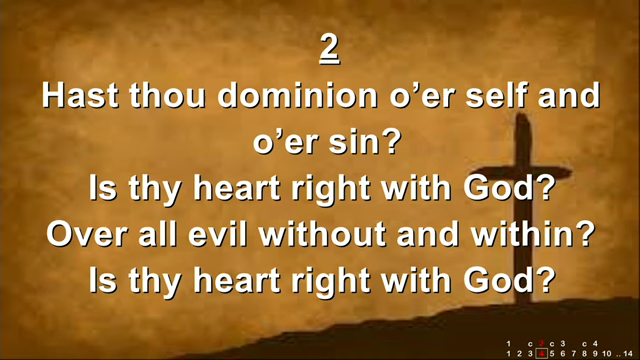 2
Hast thou dominion o’er self and
o’er sin?
Is thy heart right with God?
Over all evil without and within?
Is thy heart right with God?
1 c 2 c 3 c 4
1 2 3 4 5 6 7 8 9 10 .. 14